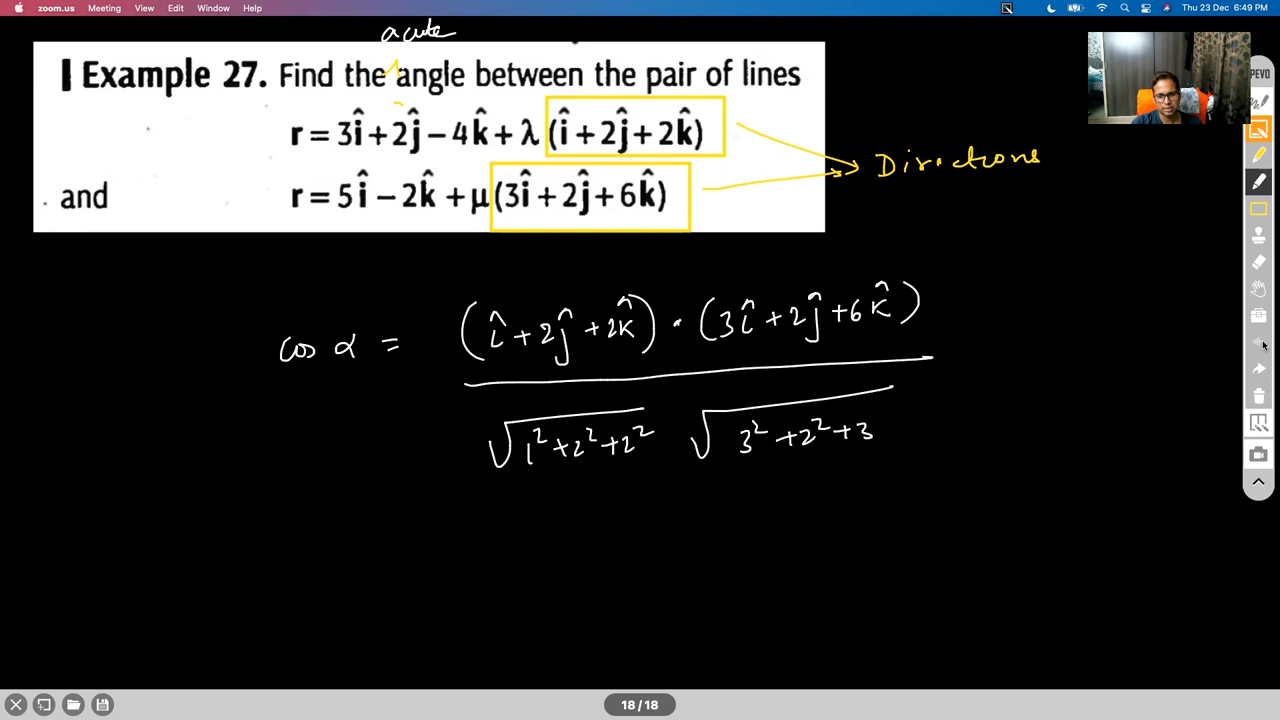 zoom.us Meeting View Edit Window Help Thu 23 Dec 6:49 PM
acute
Example 27. Find the angle between the pair of lines
r = 3î + 2ĵ − 4k̂ + λ (î + 2ĵ + 2k̂)
Directions
and r = 5î − 2k̂ + μ(3î + 2ĵ + 6k̂)
cos α = (î + 2ĵ + 2k̂) · (3î + 2ĵ + 6k̂)
√1² + 2² + 2² √3² + 2² + 3
18 / 18